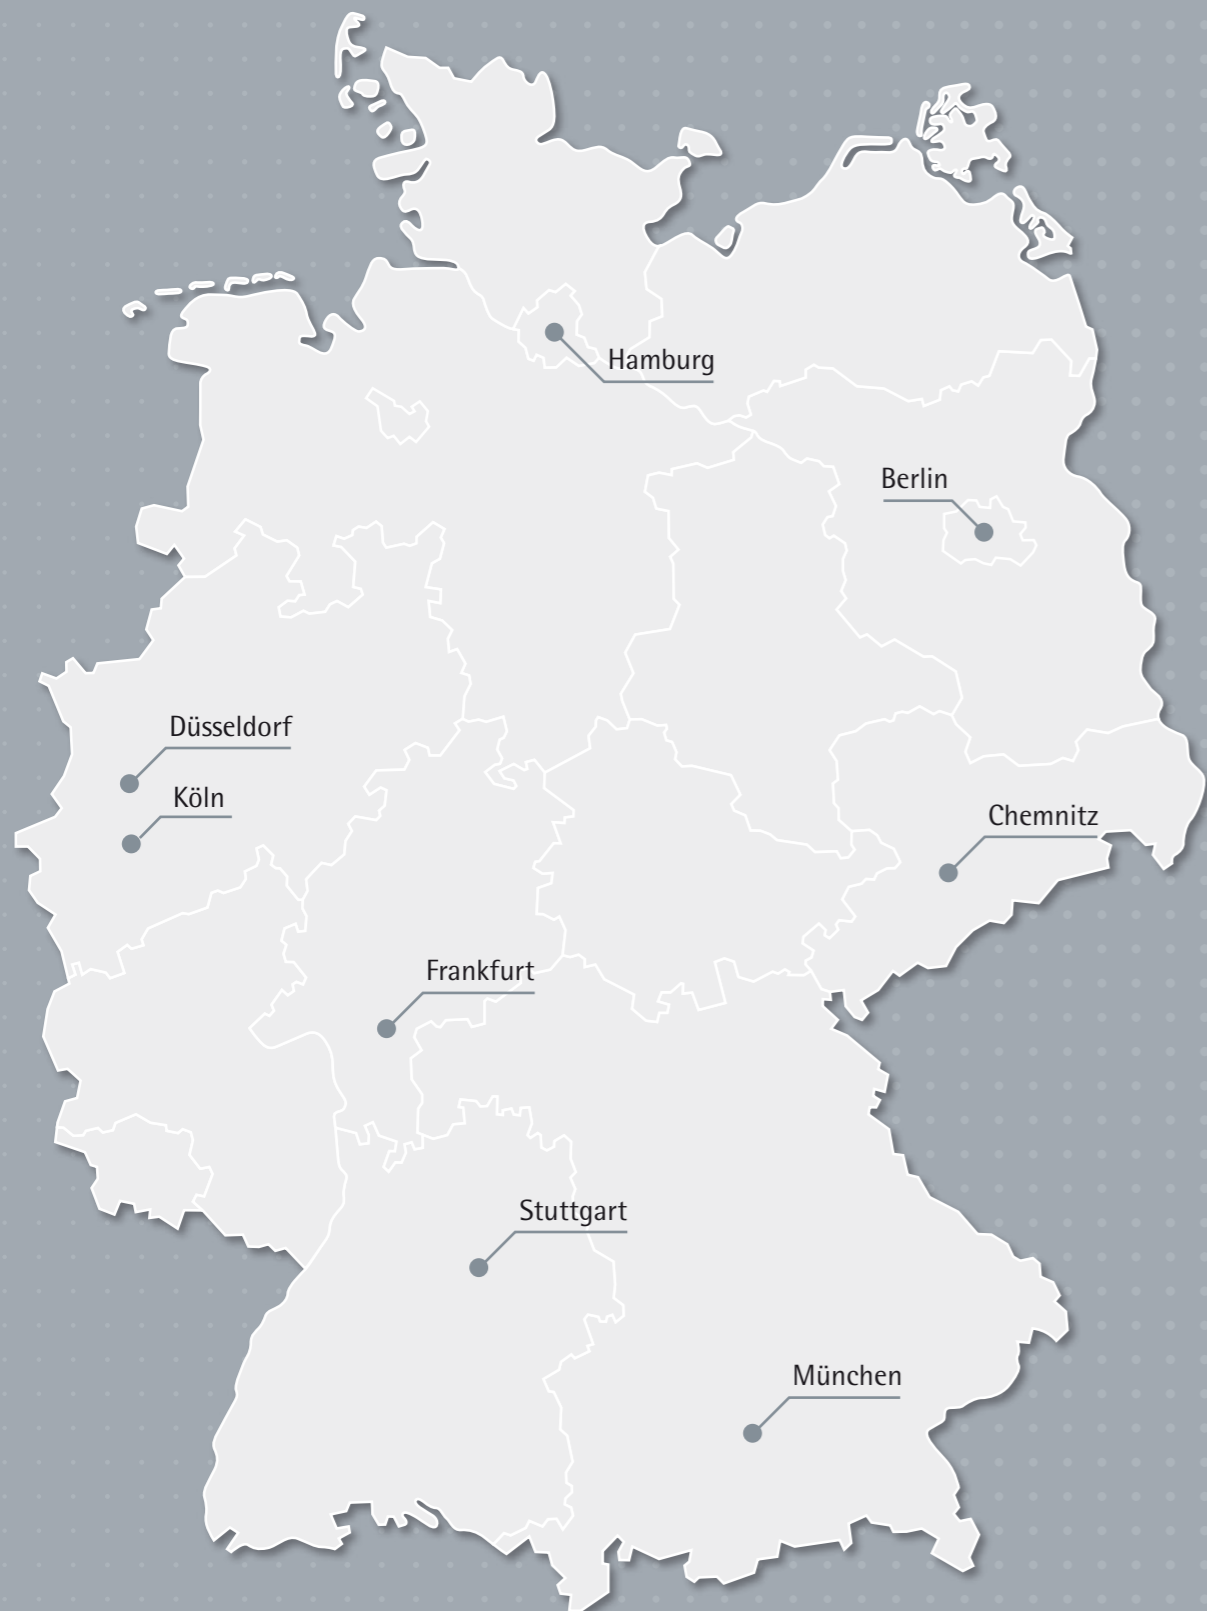 Hamburg
Berlin
Düsseldorf
Köln
Chemnitz
Frankfurt
Stuttgart
München